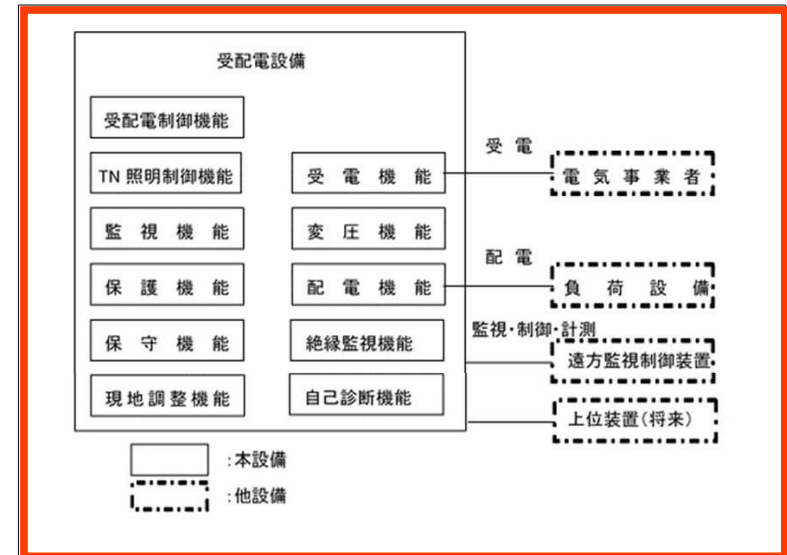 受配電設備
受配電制御機能
TN 照明制御機能
監視機能
保護機能
保守機能
現地調整機能
受電機能
変圧機能
配電機能
絶縁監視機能
自己診断機能
受電
電気事業者
配電
負荷設備
監視・制御・計測
遠方監視制御装置
上位装置(将来)
:本設備
:他設備